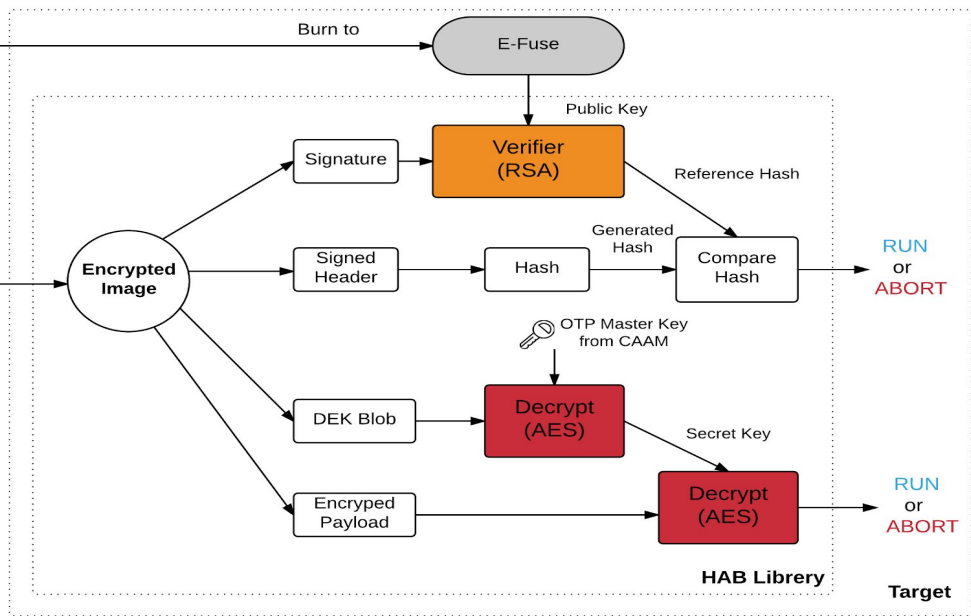 Burn to
E-Fuse
Public Key
Signature
Verifier
(RSA)
Reference Hash
Encrypted
Image
Signed
Header
Hash
Generated
Hash
Compare
Hash
RUN
or
ABORT
OTP Master Key
from CAAM
DEK Blob
Decrypt
(AES)
Secret Key
Encryped
Payload
Decrypt
(AES)
RUN
or
ABORT
HAB Librery
Target